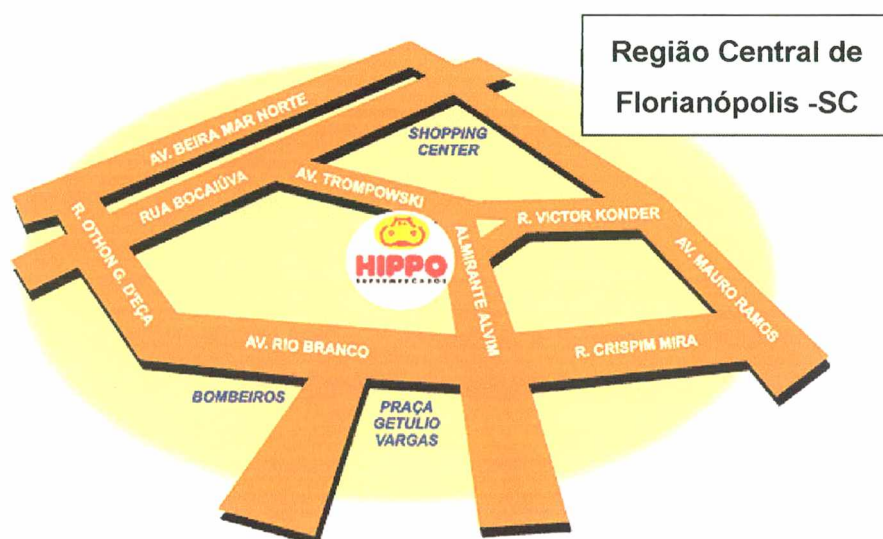 Região Central de
Florianópolis -SC
AV. BEIRA MAR NORTE
SHOPPING
CENTER
RUA BOCAIÚVA
AV. TROMPOWSKI
R. VICTOR KONDER
R. OTHON G. D'EÇA
HIPPO
SUPERMERCADOS
ALMIRANTE ALVIM
AV. MAURO RAMOS
AV. RIO BRANCO
R. CRISPIM MIRA
BOMBEIROS
PRAÇA
GETULIO
VARGAS